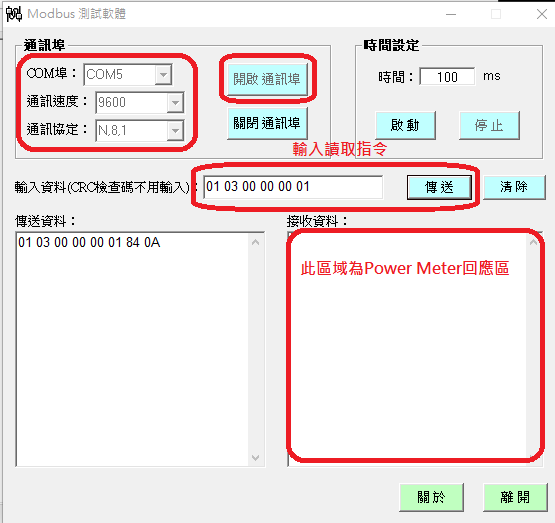 Modbus 測試軟體
通訊埠
COM埠： COM5
開啟 通訊埠
通訊速度： 9600
通訊協定： N,8,1
關閉 通訊埠
時間設定
時間： 100 ms
啟 動 停 止
輸入讀取指令
輸入資料(CRC檢查碼不用輸入)： 01 03 00 00 00 01 傳 送 清 除
傳送資料： 接收資料：
01 03 00 00 00 01 84 0A
此區域為Power Meter回應區
關 於 離 開